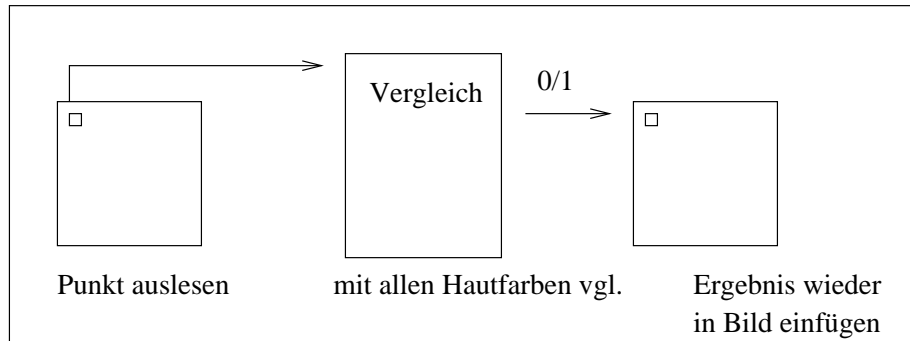 Vergleich
0/1
Punkt auslesen
mit allen Hautfarben vgl.
Ergebnis wieder
in Bild einfügen